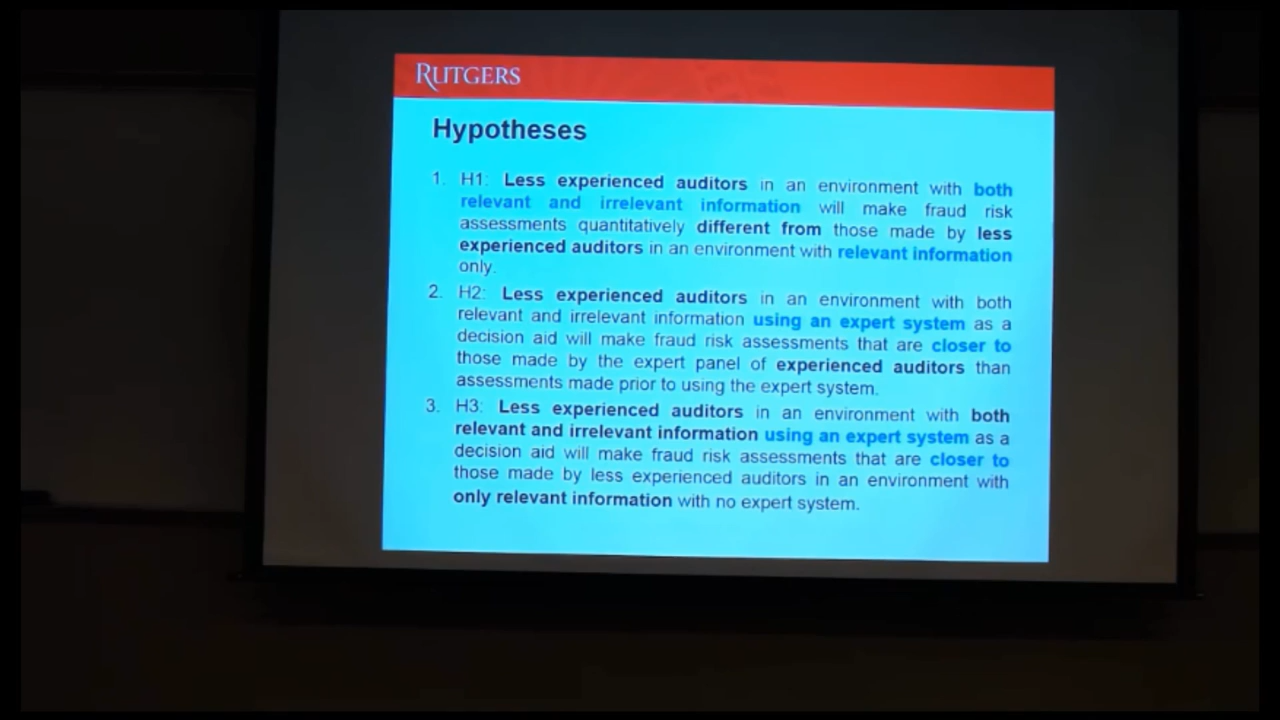 RUTGERS
Hypotheses
1. H1: Less experienced auditors in an environment with both
relevant and irrelevant information will make fraud risk
assessments quantitatively different from those made by less
experienced auditors in an environment with relevant information
only.
2. H2: Less experienced auditors in an environment with both
relevant and irrelevant information using an expert system as a
decision aid will make fraud risk assessments that are closer to
those made by the expert panel of experienced auditors than
assessments made prior to using the expert system.
3. H3: Less experienced auditors in an environment with both
relevant and irrelevant information using an expert system as a
decision aid will make fraud risk assessments that are closer to
those made by less experienced auditors in an environment with
only relevant information with no expert system.